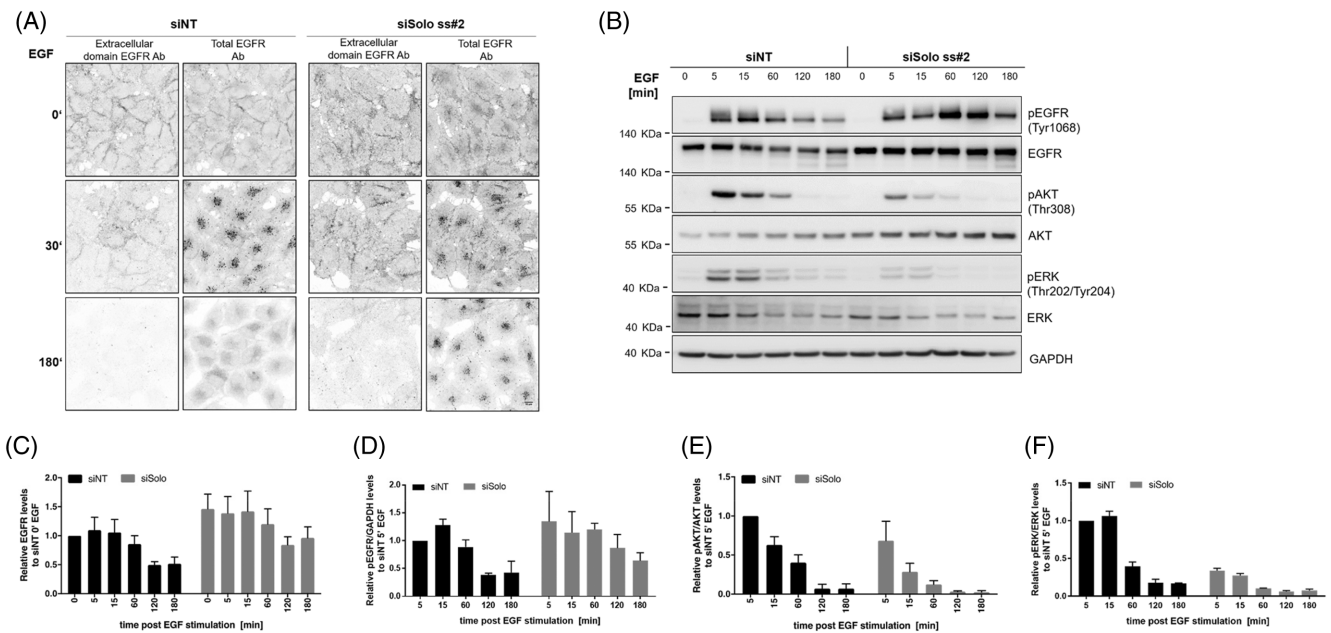 (A)
siNT
siSolo ss#2
EGF
Extracellular
domain EGFR Ab
Total EGFR
Ab
Extracellular
domain EGFR Ab
Total EGFR
Ab
0‘
30‘
180‘
(B)
siNT
siSolo ss#2
EGF
[min]
0 5 15 60 120 180 0 5 15 60 120 180
140 KDa
pEGFR
(Tyr1068)
EGFR
140 KDa
pAKT
(Thr308)
55 KDa
AKT
55 KDa
pERK
(Thr202/Tyr204)
40 KDa
ERK
40 KDa
40 KDa
GAPDH
(C)
siNT siSolo
Relative EGFR levels
to siNT 0' EGF
2.0
1.5
1.0
0.5
0.0
0 5 15 60 120 180 0 5 15 60 120 180
time post EGF stimulation [min]
(D)
siNT siSolo
Relative pEGFR/GAPDH levels
to siNT 5' EGF
2.0
1.5
1.0
0.5
0.0
5 15 60 120 180 5 15 60 120 180
time post EGF stimulation [min]
(E)
siNT siSolo
Relative pAKT/AKT levels
to siNT 5' EGF
1.5
1.0
0.5
0.0
5 15 60 120 180 5 15 60 120 180
time post EGF stimulation [min]
(F)
siNT siSolo
Relative pERK/ERK levels
to siNT 5' EGF
1.5
1.0
0.5
0.0
5 15 60 120 180 5 15 60 120 180
time post EGF stimulation [min]